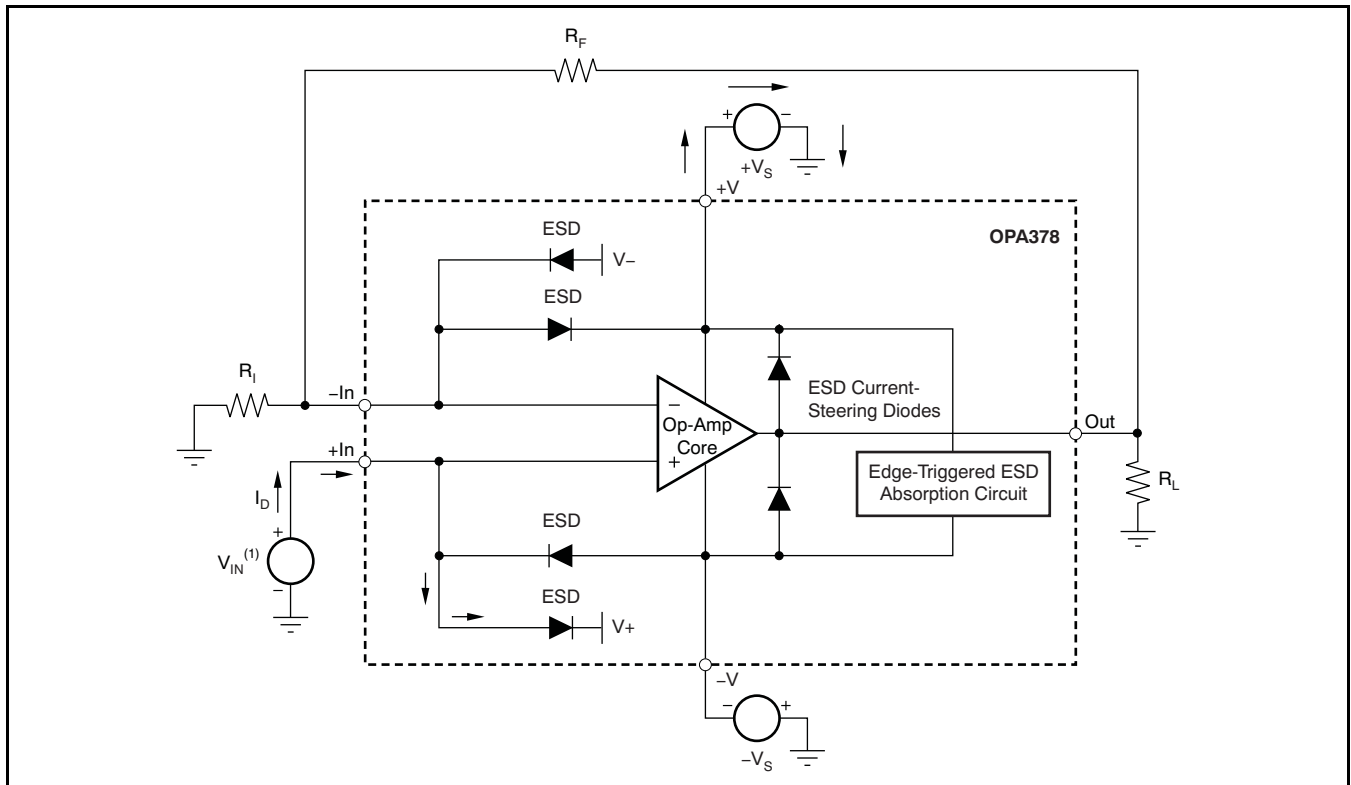 R_F
+ −
+V_S
+V
OPA378
ESD
V−
ESD
R_I
−In
−
Op-Amp
Core
+
ESD Current-
Steering Diodes
Out
+In
Edge-Triggered ESD
Absorption Circuit
R_L
I_D
+
V_IN^(1)
−
ESD
ESD
V+
−V
− +
−V_S